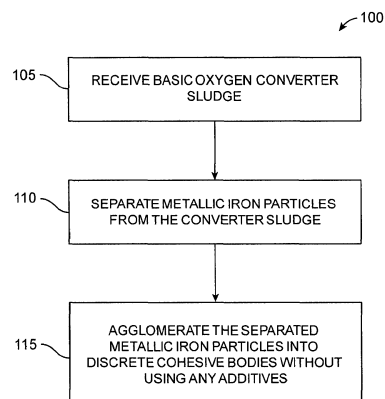 100
105
RECEIVE BASIC OXYGEN CONVERTER
SLUDGE
110
SEPARATE METALLIC IRON PARTICLES
FROM THE CONVERTER SLUDGE
115
AGGLOMERATE THE SEPARATED
METALLIC IRON PARTICLES INTO
DISCRETE COHESIVE BODIES WITHOUT
USING ANY ADDITIVES